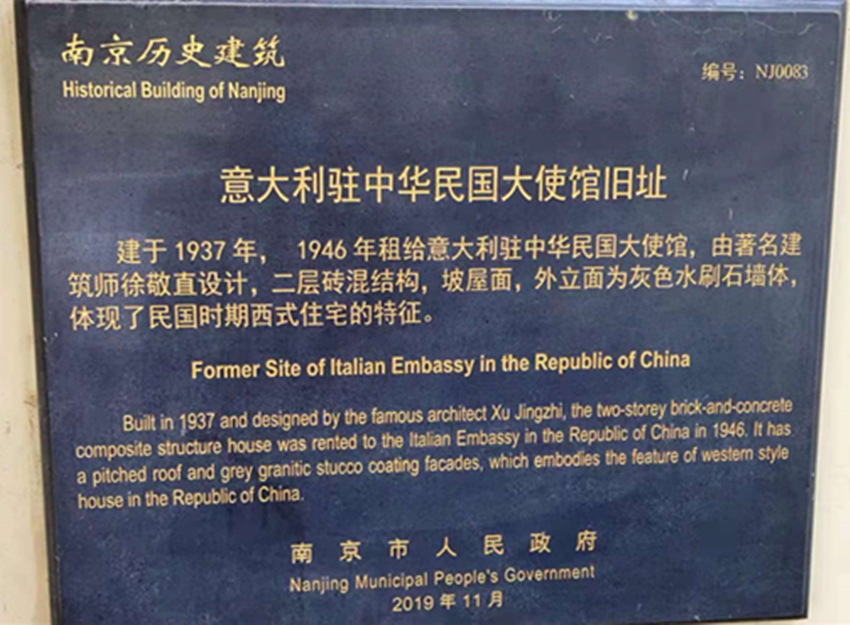 南京历史建筑
Historical Building of Nanjing
编号：NJ0083
意大利驻中华民国大使馆旧址
建于 1937 年， 1946 年租给意大利驻中华民国大使馆，由著名建
筑师徐敬直设计，二层砖混结构，坡屋面，外立面为灰色水刷石墙体，
体现了民国时期西式住宅的特征。
Former Site of Italian Embassy in the Republic of China
Built in 1937 and designed by the famous architect Xu Jingzhi, the two-storey brick-and-concrete
composite structure house was rented to the Italian Embassy in the Republic of China in 1946. It has
a pitched roof and grey granitic stucco coating facades, which embodies the feature of western style
house in the Republic of China.
南京市人民政府
Nanjing Municipal People's Government
2019 年 11 月